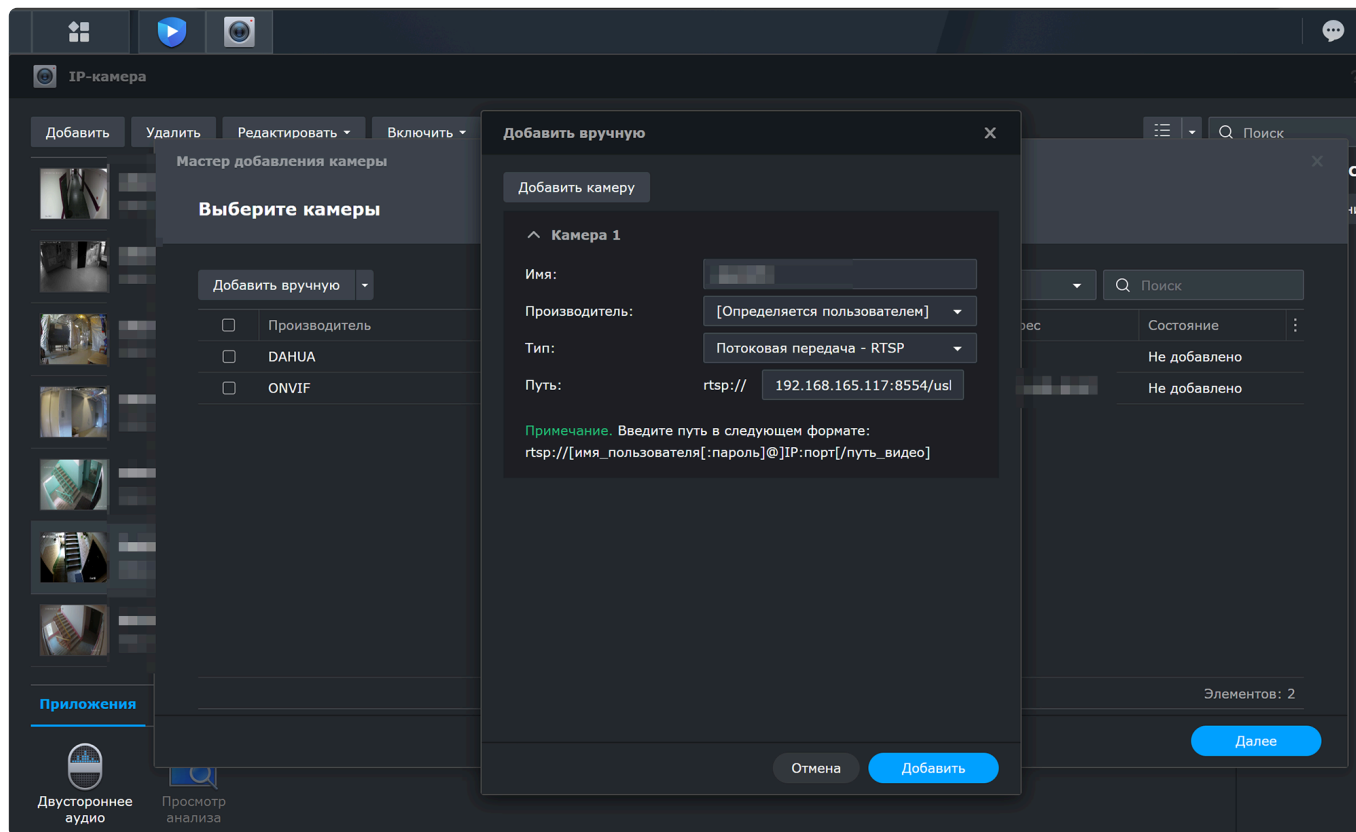 IP-камера
Добавить
Удалить
Редактировать
Включить
Поиск
Мастер добавления камеры
Выберите камеры
Добавить вручную
Поиск
Производитель
рес
Состояние
DAHUA
Не добавлено
ONVIF
Не добавлено
Элементов: 2
Далее
Добавить вручную
Добавить камеру
Камера 1
Имя:
Производитель:
[Определяется пользователем]
Тип:
Потоковая передача - RTSP
Путь:
rtsp://
192.168.165.117:8554/usl
Примечание. Введите путь в следующем формате:
rtsp://[имя_пользователя[:пароль]@]IP:порт[/путь_видео]
Отмена
Добавить
Приложения
Двустороннее
аудио
Просмотр
анализа